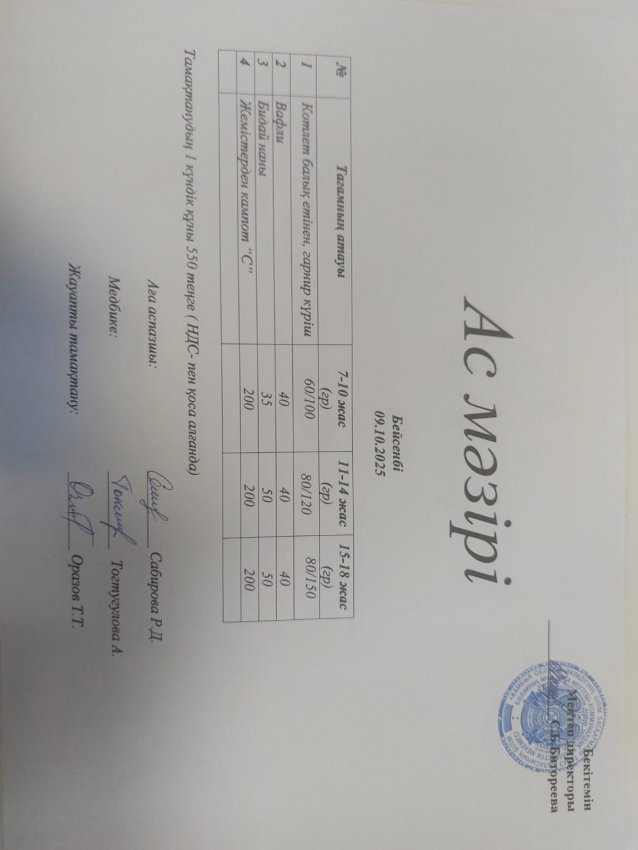 Бекітемін
Мектеп директоры
С.Б.Битореева
Ас мәзірі
Бейсенбі
09.10.2025
№ Тағамның атауы 7-10 жас (гр) 11-14 жас (гр) 15-18 жас (гр)
1 Котлет балық етінен, гарнир күріш 60/100 80/120 80/150
2 Вафли 40 40 40
3 Бидай наны 35 50 50
4 Жемістерден кампот "С" 200 200 200
Тамақтанудың 1 күндік құны 550 теңге ( НДС- пен қоса алғанда)
Аға аспазшы: Сабирова Р.Д.
Медбике: Тогтугулова А.
Жауапты тамақтану: Оразов Т.Т.